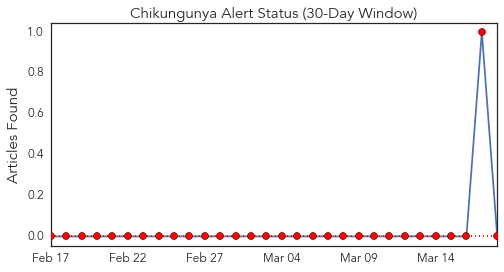 Chikungunya Alert Status (30-Day Window)
Articles Found
1.0
0.8
0.6
0.4
0.2
0.0
Feb 17 Feb 22 Feb 27 Mar 04 Mar 09 Mar 14